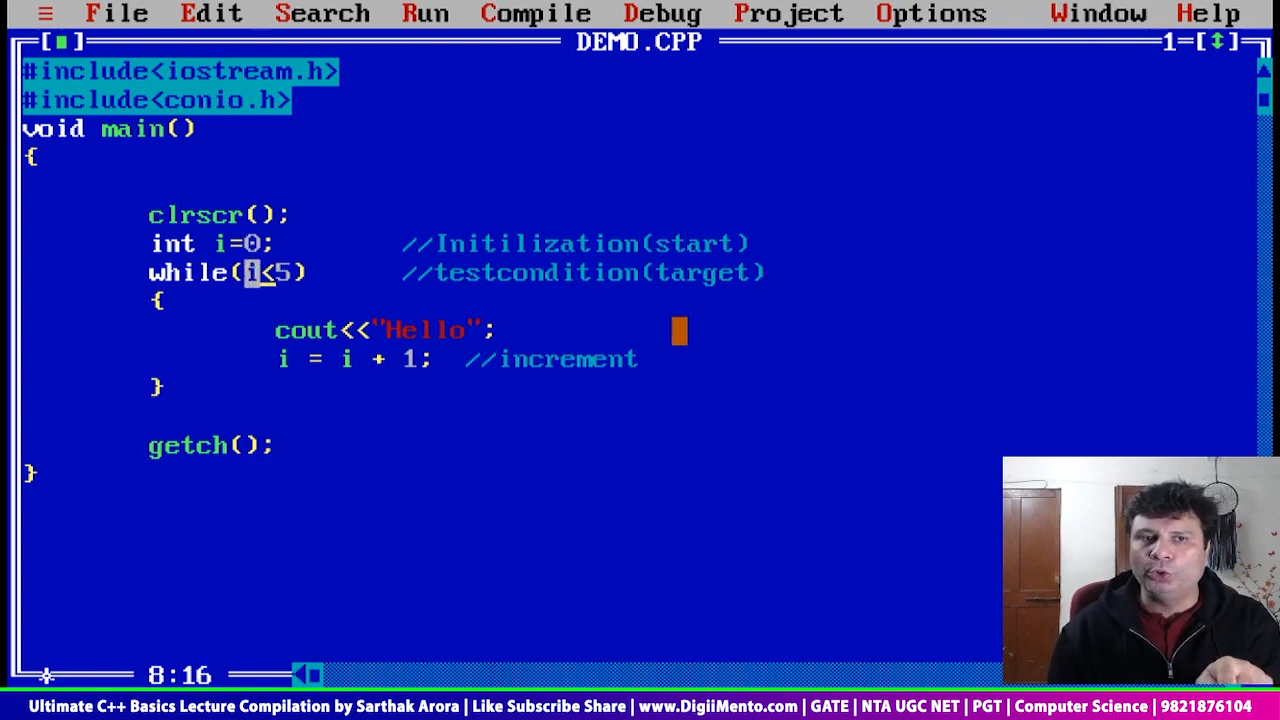 ≡ File Edit Search Run Compile Debug Project Options Window Help
[■] DEMO.CPP 1=[↕]
#include<iostream.h>
#include<conio.h>
void main()
{
clrscr();
int i=0; //Initilization(start)
while(i<5) //testcondition(target)
{
cout<<"Hello";
i = i + 1; //increment
}
getch();
}
8:16
Ultimate C++ Basics Lecture Compilation by Sarthak Arora | Like Subscribe Share | www.DigiiMento.com | GATE | NTA UGC NET | PGT | Computer Science | 9821876104